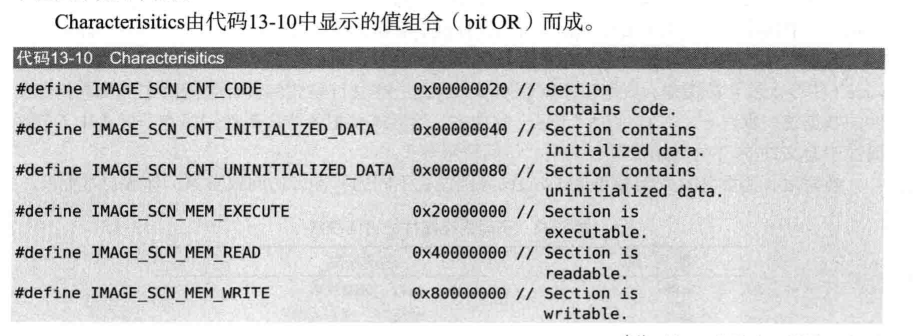 Characterisitics由代码13-10中显示的值组合（bit OR）而成。
代码13-10 Characterisitics
#define IMAGE_SCN_CNT_CODE 0x00000020 // Section
contains code.
#define IMAGE_SCN_CNT_INITIALIZED_DATA 0x00000040 // Section contains
initialized data.
#define IMAGE_SCN_CNT_UNINITIALIZED_DATA 0x00000080 // Section contains
uninitialized data.
#define IMAGE_SCN_MEM_EXECUTE 0x20000000 // Section is
executable.
#define IMAGE_SCN_MEM_READ 0x40000000 // Section is
readable.
#define IMAGE_SCN_MEM_WRITE 0x80000000 // Section is
writable.